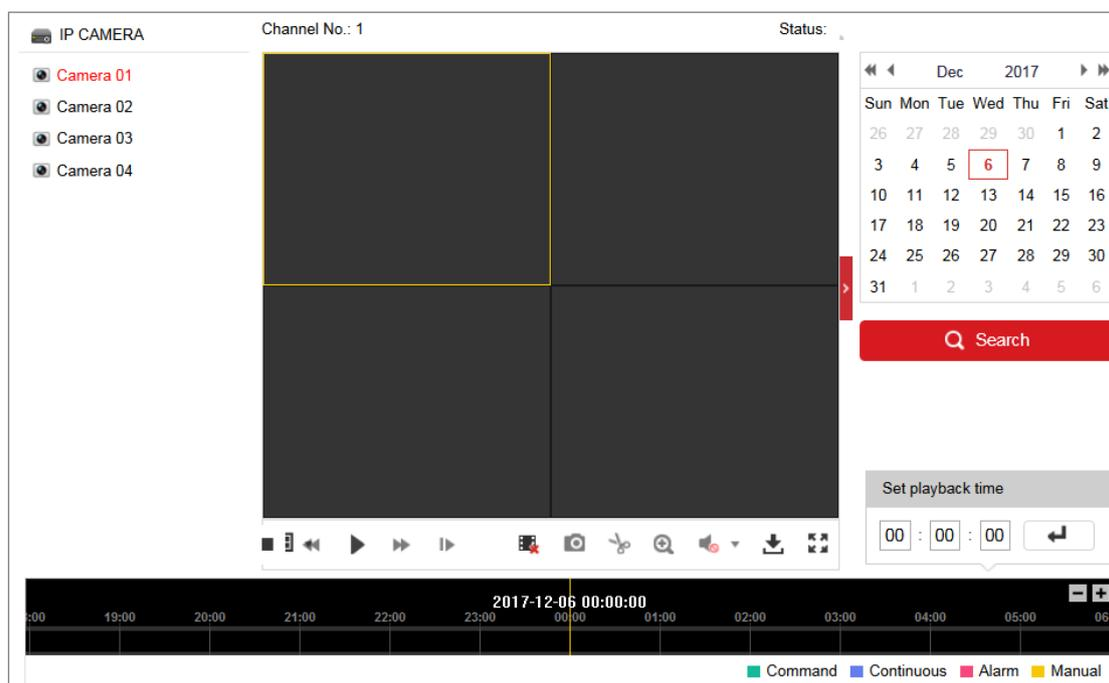 IP CAMERA
Camera 01
Camera 02
Camera 03
Camera 04
Channel No.: 1
Status:
Dec 2017
Sun Mon Tue Wed Thu Fri Sat
26 27 28 29 30 1 2
3 4 5 6 7 8 9
10 11 12 13 14 15 16
17 18 19 20 21 22 23
24 25 26 27 28 29 30
31 1 2 3 4 5 6
Search
Set playback time
00 : 00 : 00
2017-12-06 00:00:00
:00 19:00 20:00 21:00 22:00 23:00 00:00 01:00 02:00 03:00 04:00 05:00 06
Command Continuous Alarm Manual